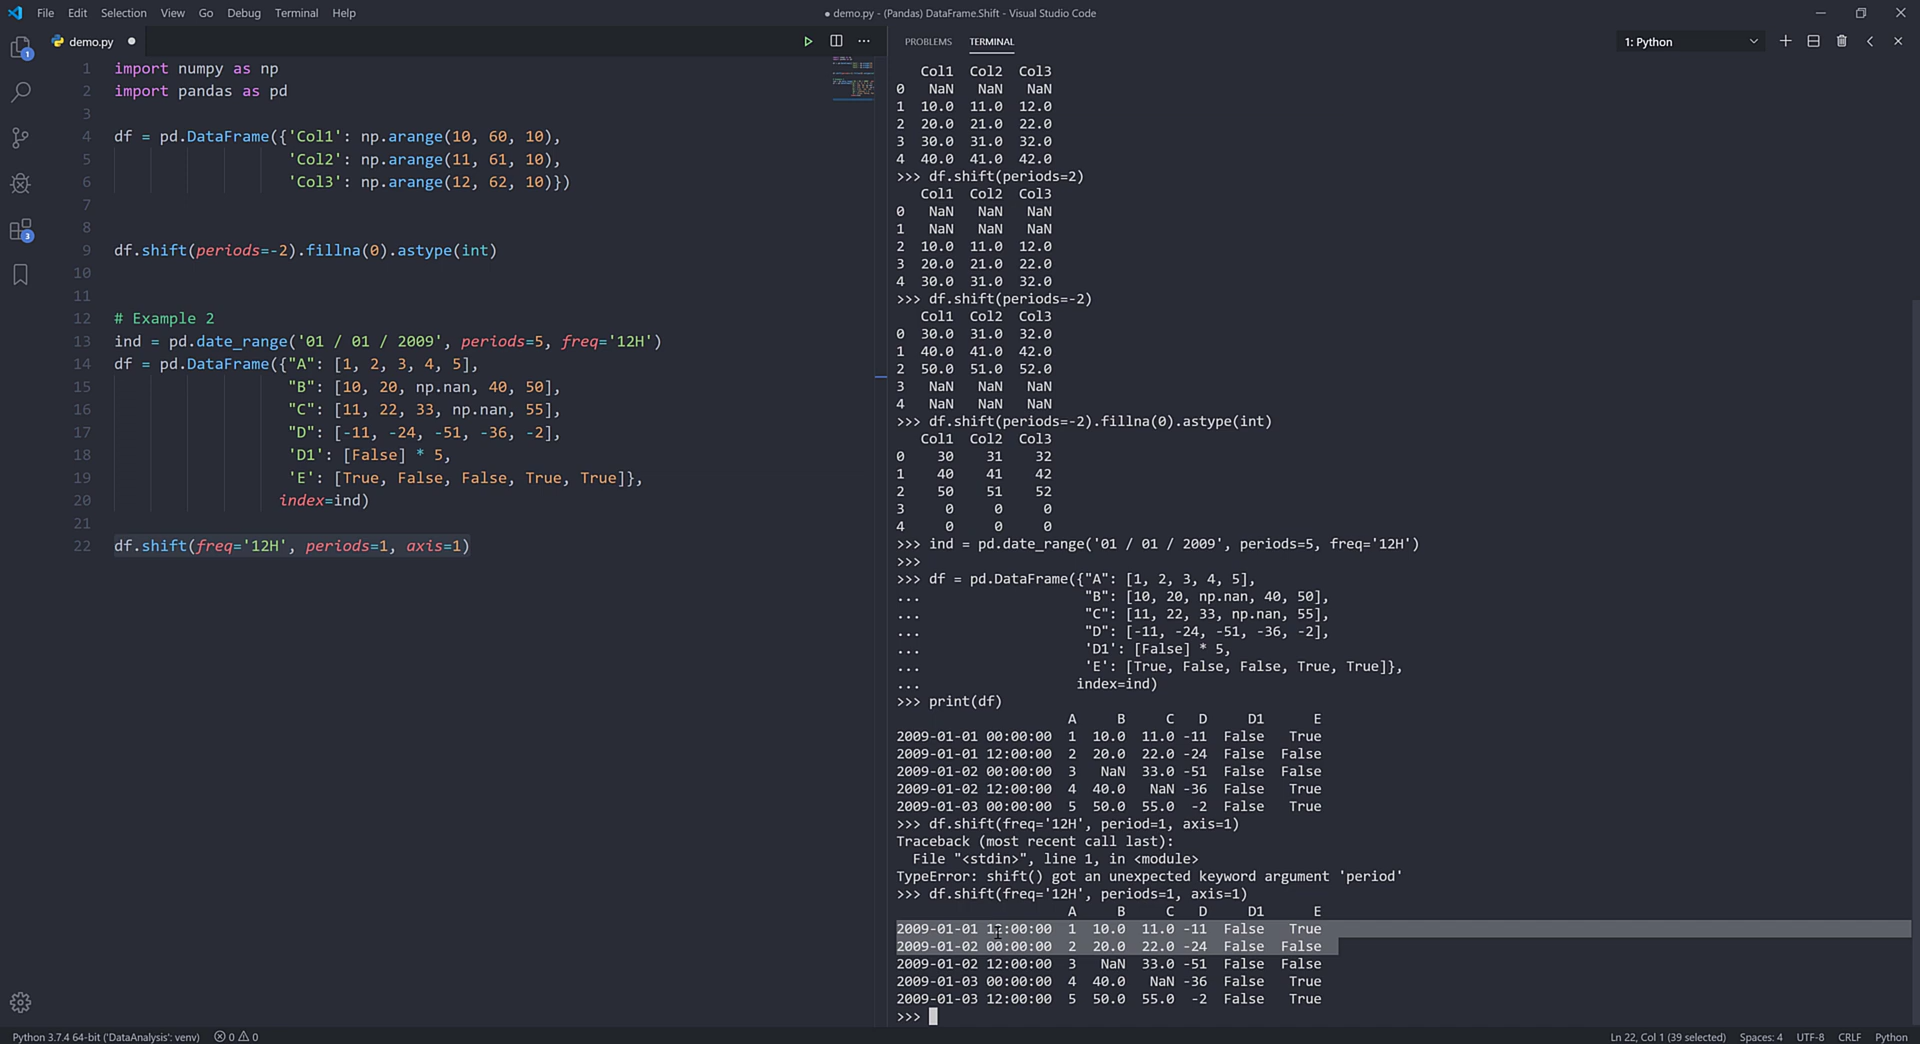 File Edit Selection View Go Debug Terminal Help
● demo.py - (Pandas) DataFrame.Shift - Visual Studio Code
demo.py ●
1 import numpy as np
2 import pandas as pd
3
4 df = pd.DataFrame({'Col1': np.arange(10, 60, 10),
5 'Col2': np.arange(11, 61, 10),
6 'Col3': np.arange(12, 62, 10)})
7
8
9 df.shift(periods=-2).fillna(0).astype(int)
10
11
12 # Example 2
13 ind = pd.date_range('01 / 01 / 2009', periods=5, freq='12H')
14 df = pd.DataFrame({"A": [1, 2, 3, 4, 5],
15 "B": [10, 20, np.nan, 40, 50],
16 "C": [11, 22, 33, np.nan, 55],
17 "D": [-11, -24, -51, -36, -2],
18 'D1': [False] * 5,
19 'E': [True, False, False, True, True]},
20 index=ind)
21
22 df.shift(freq='12H', periods=1, axis=1)
1
3
PROBLEMS TERMINAL
1: Python
Col1 Col2 Col3
0 NaN NaN NaN
1 10.0 11.0 12.0
2 20.0 21.0 22.0
3 30.0 31.0 32.0
4 40.0 41.0 42.0
>>> df.shift(periods=2)
Col1 Col2 Col3
0 NaN NaN NaN
1 NaN NaN NaN
2 10.0 11.0 12.0
3 20.0 21.0 22.0
4 30.0 31.0 32.0
>>> df.shift(periods=-2)
Col1 Col2 Col3
0 30.0 31.0 32.0
1 40.0 41.0 42.0
2 50.0 51.0 52.0
3 NaN NaN NaN
4 NaN NaN NaN
>>> df.shift(periods=-2).fillna(0).astype(int)
Col1 Col2 Col3
0 30 31 32
1 40 41 42
2 50 51 52
3 0 0 0
4 0 0 0
>>> ind = pd.date_range('01 / 01 / 2009', periods=5, freq='12H')
>>>
>>> df = pd.DataFrame({"A": [1, 2, 3, 4, 5],
... "B": [10, 20, np.nan, 40, 50],
... "C": [11, 22, 33, np.nan, 55],
... "D": [-11, -24, -51, -36, -2],
... 'D1': [False] * 5,
... 'E': [True, False, False, True, True]},
... index=ind)
>>> print(df)
A B C D D1 E
2009-01-01 00:00:00 1 10.0 11.0 -11 False True
2009-01-01 12:00:00 2 20.0 22.0 -24 False False
2009-01-02 00:00:00 3 NaN 33.0 -51 False False
2009-01-02 12:00:00 4 40.0 NaN -36 False True
2009-01-03 00:00:00 5 50.0 55.0 -2 False True
>>> df.shift(freq='12H', period=1, axis=1)
Traceback (most recent call last):
File "<stdin>", line 1, in <module>
TypeError: shift() got an unexpected keyword argument 'period'
>>> df.shift(freq='12H', periods=1, axis=1)
A B C D D1 E
2009-01-01 12:00:00 1 10.0 11.0 -11 False True
2009-01-02 00:00:00 2 20.0 22.0 -24 False False
2009-01-02 12:00:00 3 NaN 33.0 -51 False False
2009-01-03 00:00:00 4 40.0 NaN -36 False True
2009-01-03 12:00:00 5 50.0 55.0 -2 False True
>>>
Python 3.7.4 64-bit ('DataAnalysis': venv) 0 0
Ln 22, Col 1 (39 selected) Spaces: 4 UTF-8 CRLF Python